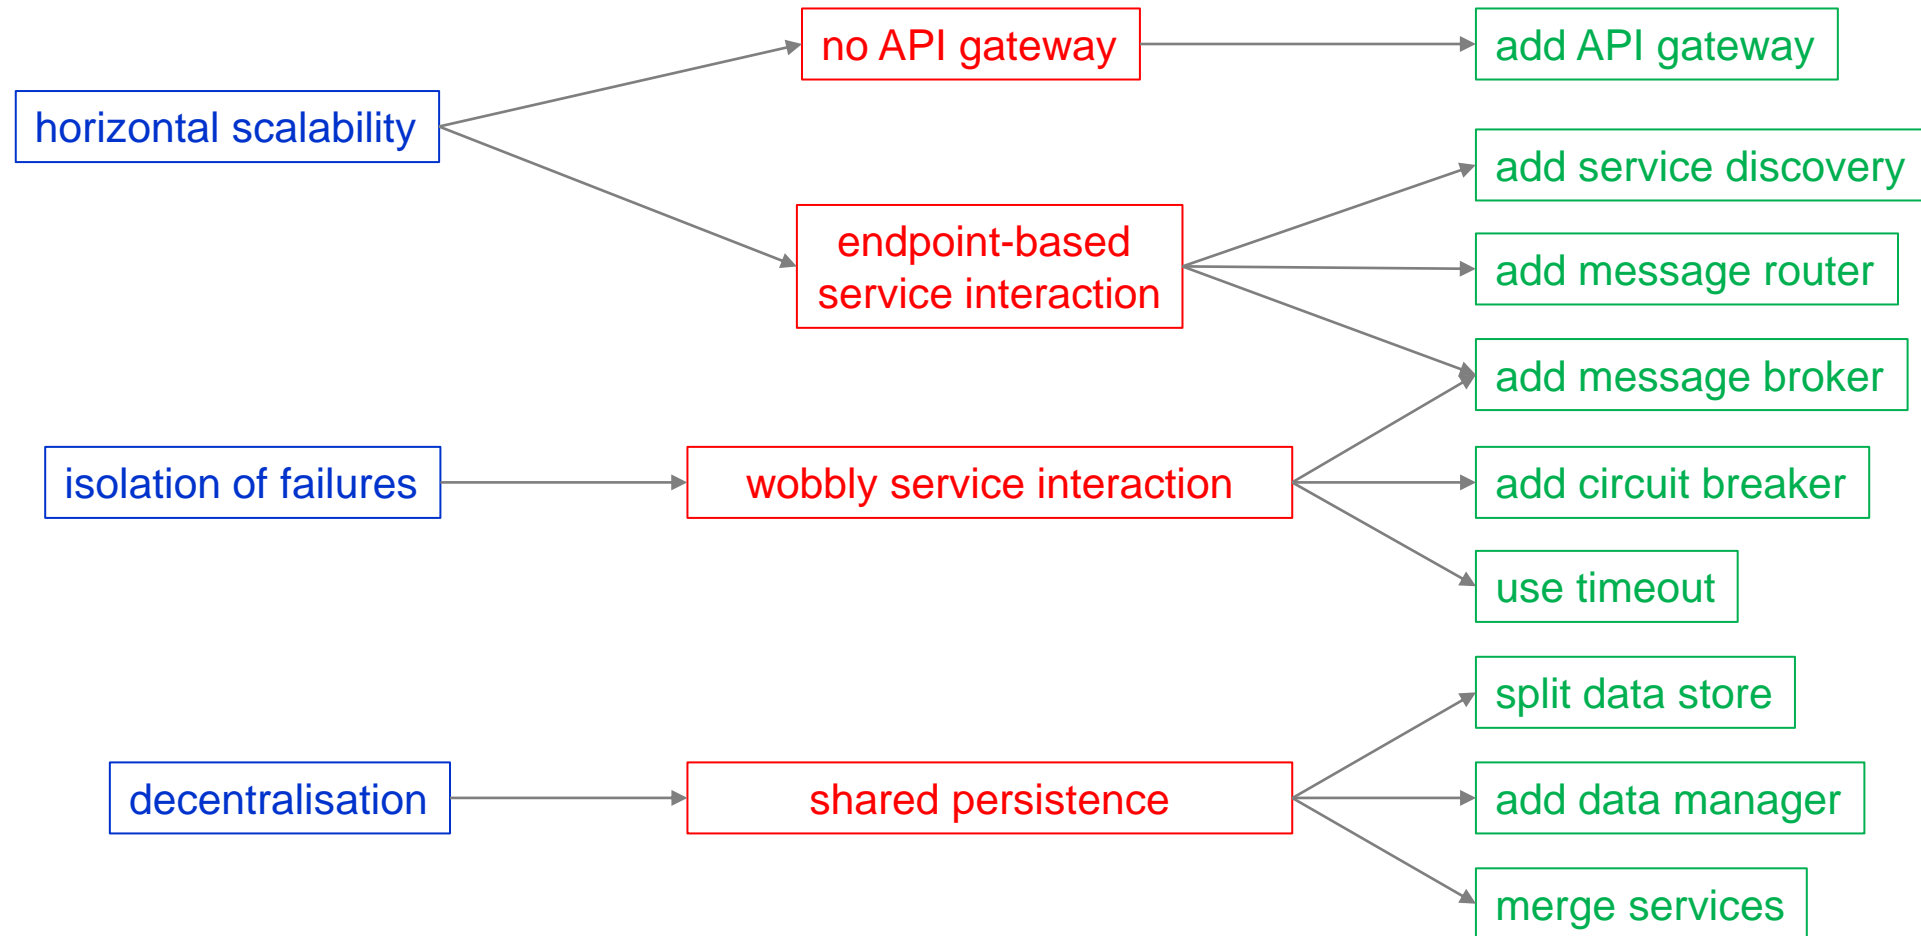 no API gateway
add API gateway
horizontal scalability
add service discovery
endpoint-based
service interaction
add message router
add message broker
isolation of failures
wobbly service interaction
add circuit breaker
use timeout
split data store
decentralisation
shared persistence
add data manager
merge services